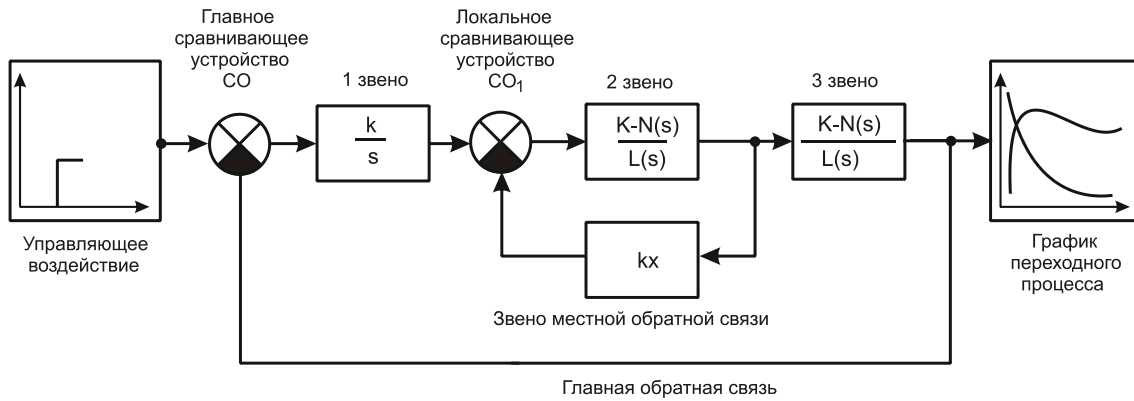 Главное
сравнивающее
устройство
СО
Локальное
сравнивающее
устройство
СО1
1 звено
2 звено
3 звено
k
s
K-N(s)
L(s)
K-N(s)
L(s)
kx
Управляющее
воздействие
График
переходного
процесса
Звено местной обратной связи
Главная обратная связь